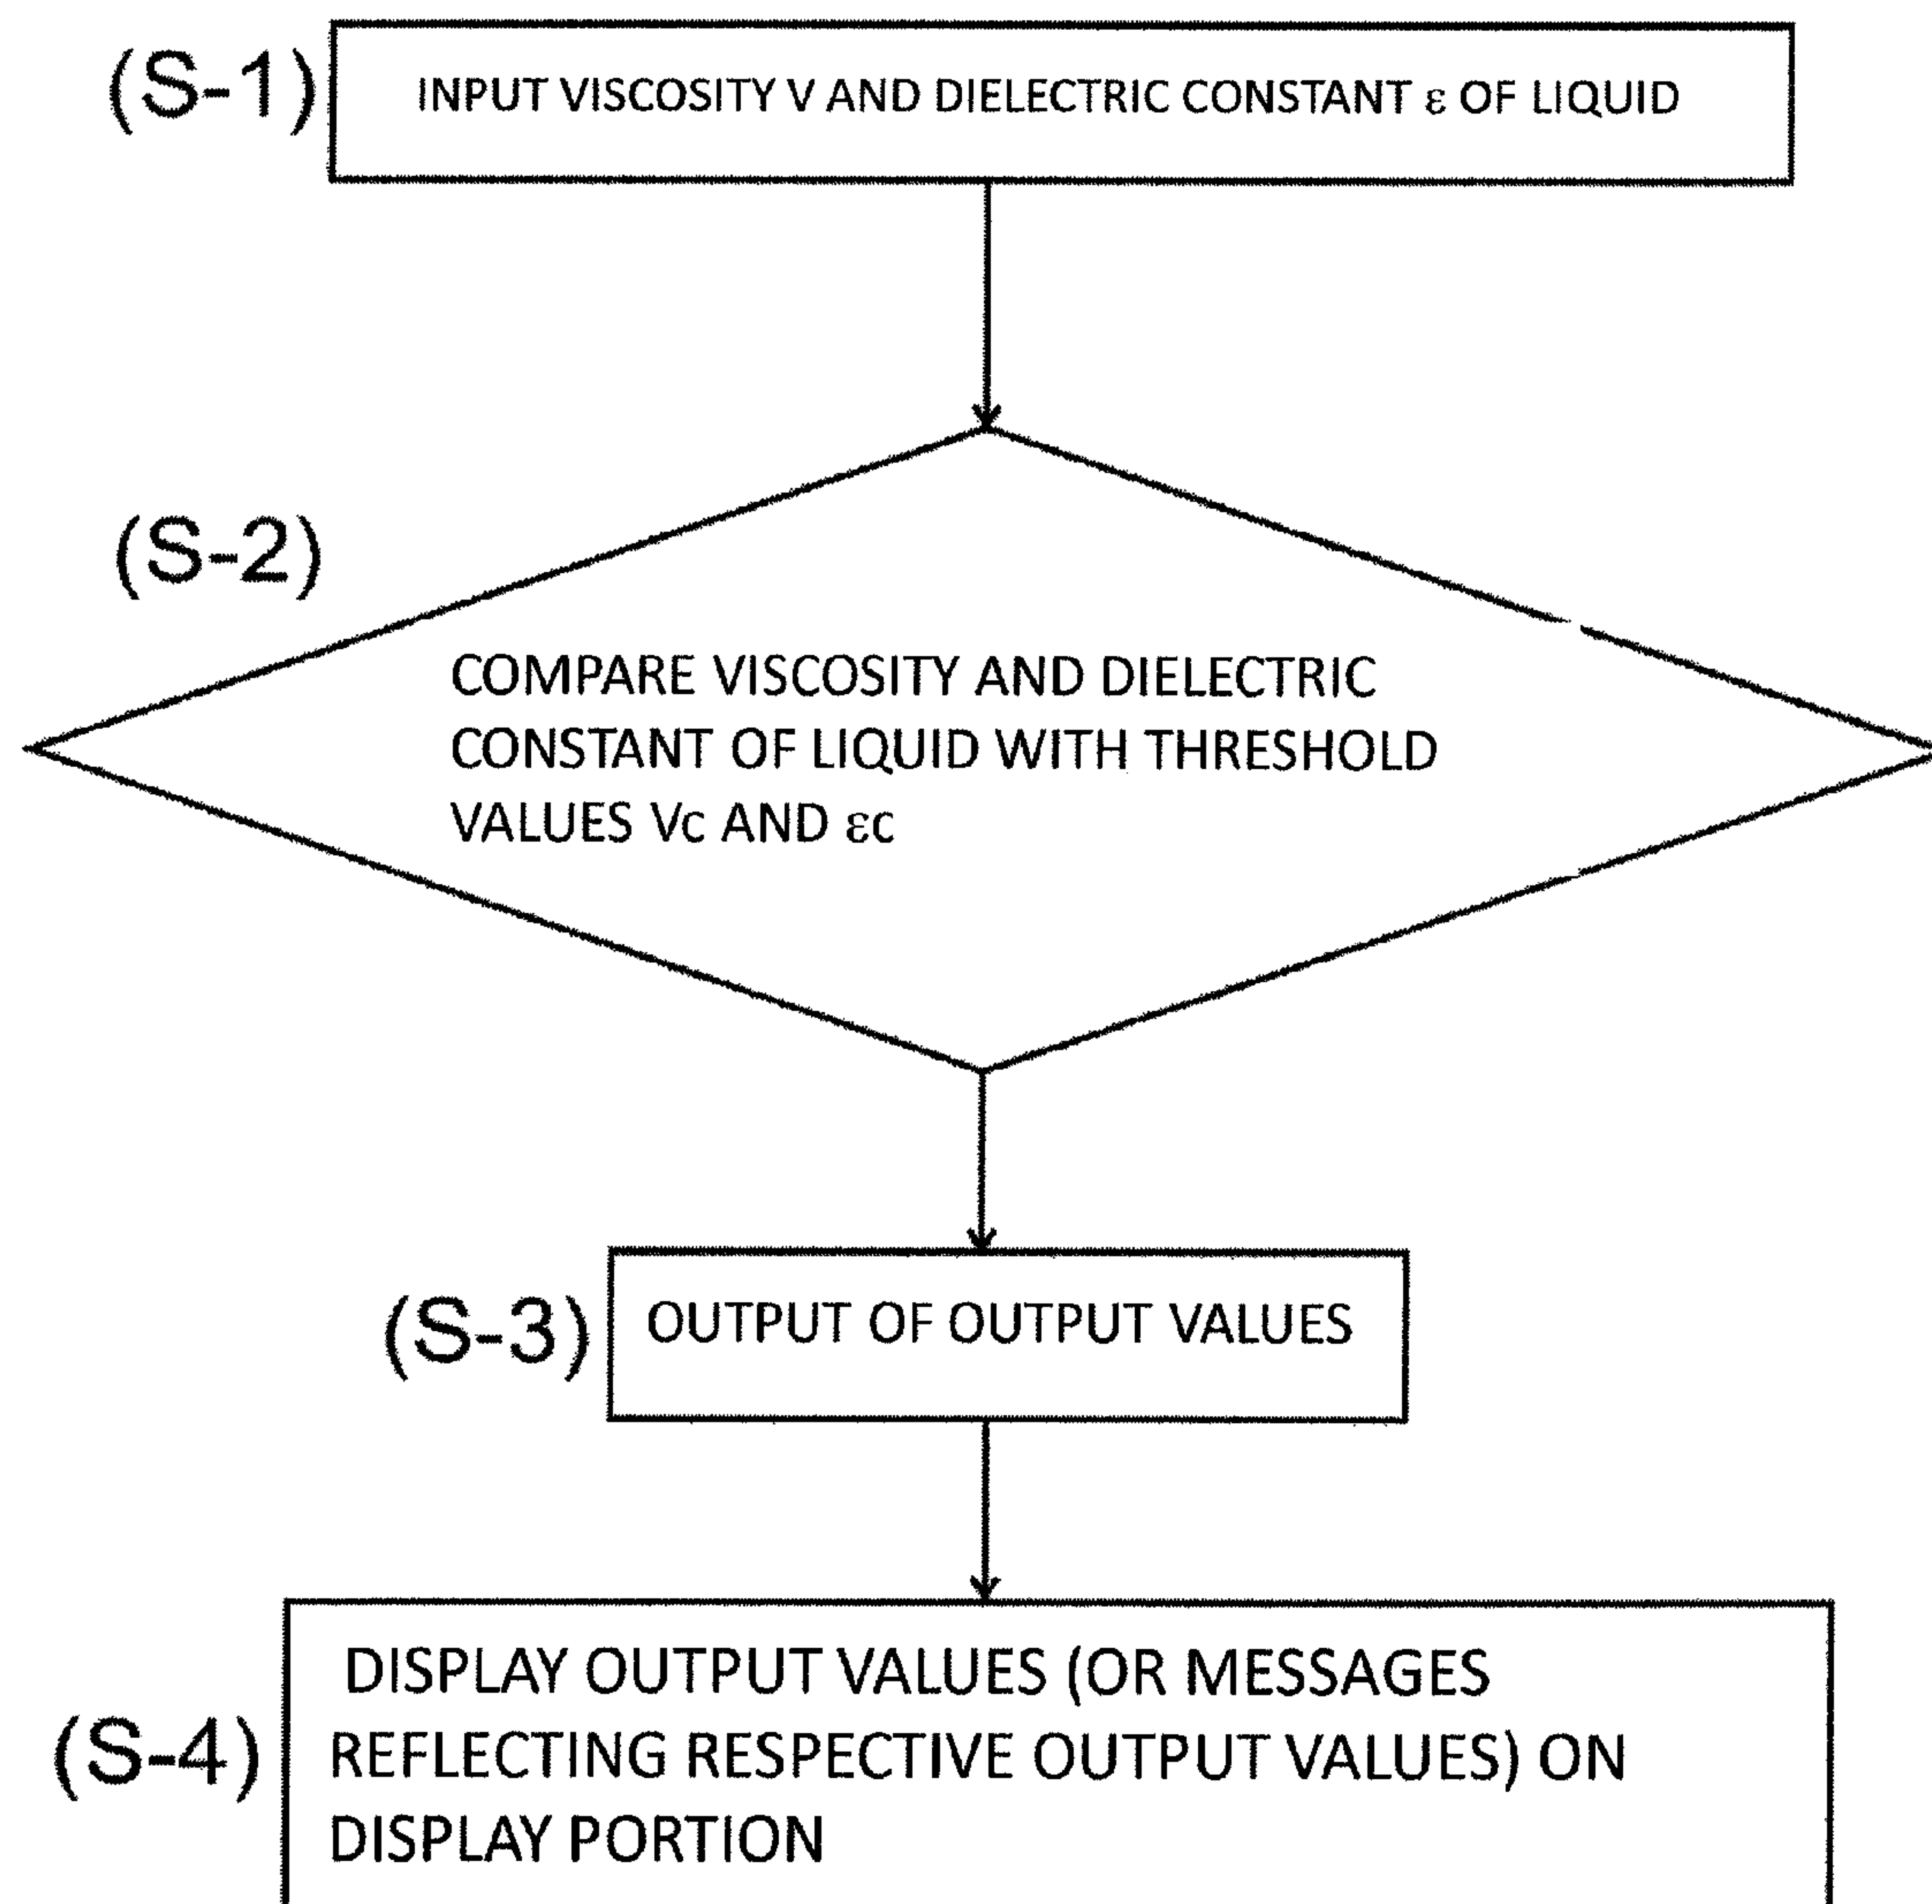 (S-1)
INPUT VISCOSITY V AND DIELECTRIC CONSTANT ε OF LIQUID
(S-2)
COMPARE VISCOSITY AND DIELECTRIC
CONSTANT OF LIQUID WITH THRESHOLD
VALUES Vc AND εc
(S-3)
OUTPUT OF OUTPUT VALUES
(S-4)
DISPLAY OUTPUT VALUES (OR MESSAGES
REFLECTING RESPECTIVE OUTPUT VALUES) ON
DISPLAY PORTION